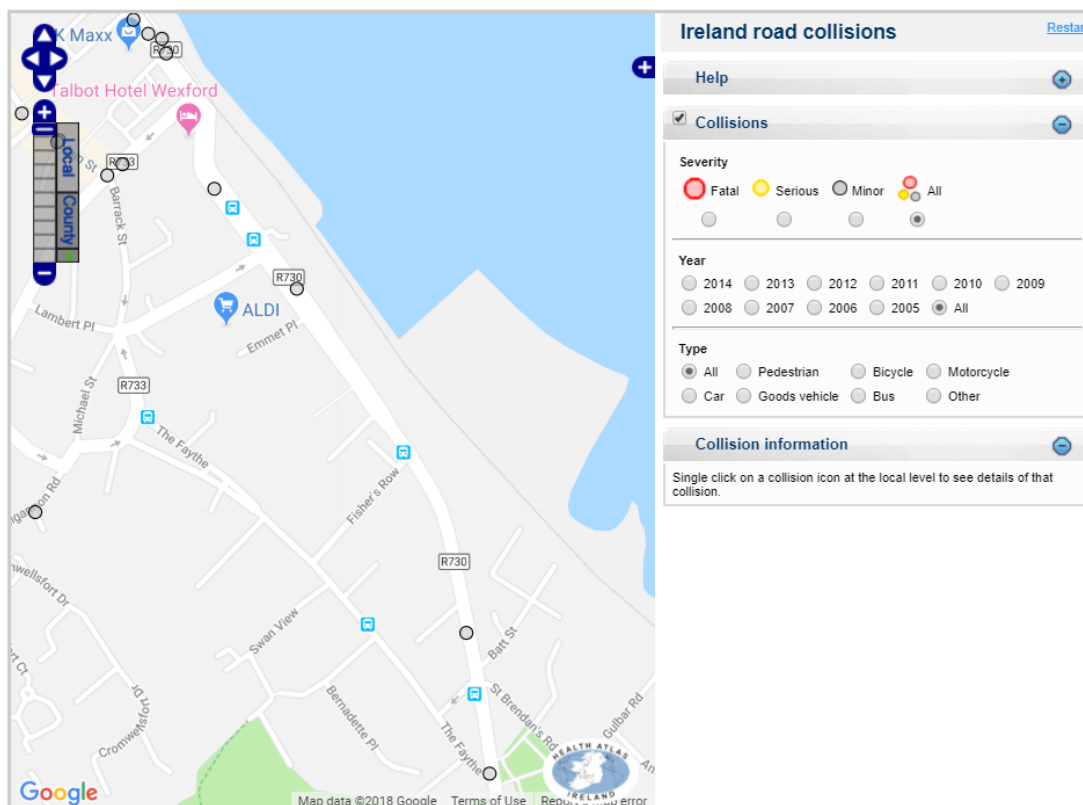 K Maxx
R730
Talbot Hotel Wexford
R733
Local
County
Barrack St
R730
ALDI
Lambert Pl
Emmet Pl
R733
Michael St
The Faythe
Fisher's Row
R730
Swan View
Batt St
St Brendan's Rd
Gulbar Rd
Bernadette Pl
The Faythe
Cromwellsfort Dr
HEALTH ATLAS
IRELAND
Google
Map data ©2018 Google Terms of Use
Ireland road collisions
Restar
Help
Collisions
Severity
Fatal Serious Minor All
Year
2014 2013 2012 2011 2010 2009
2008 2007 2006 2005 All
Type
All Pedestrian Bicycle Motorcycle
Car Goods vehicle Bus Other
Collision information
Single click on a collision icon at the local level to see details of that
collision.